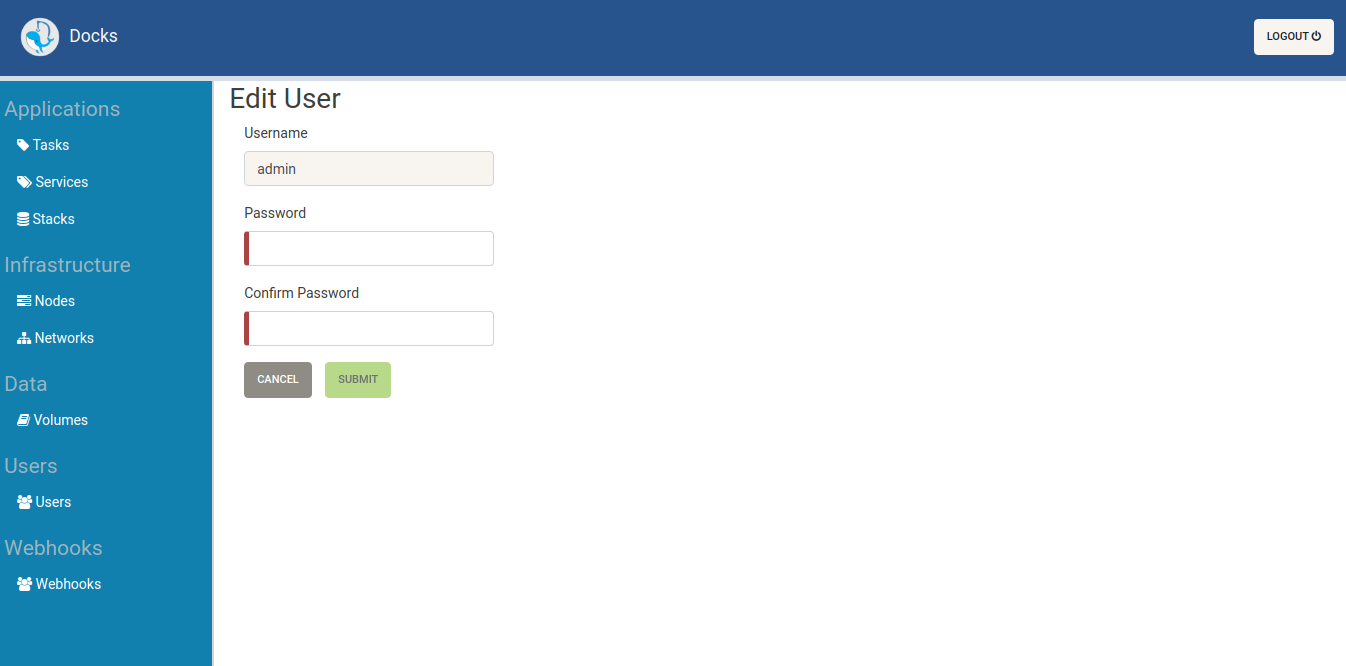 Docks
LOGOUT
Applications
Tasks
Services
Stacks
Infrastructure
Nodes
Networks
Data
Volumes
Users
Users
Webhooks
Webhooks
Edit User
Username
admin
Password
Confirm Password
CANCEL
SUBMIT